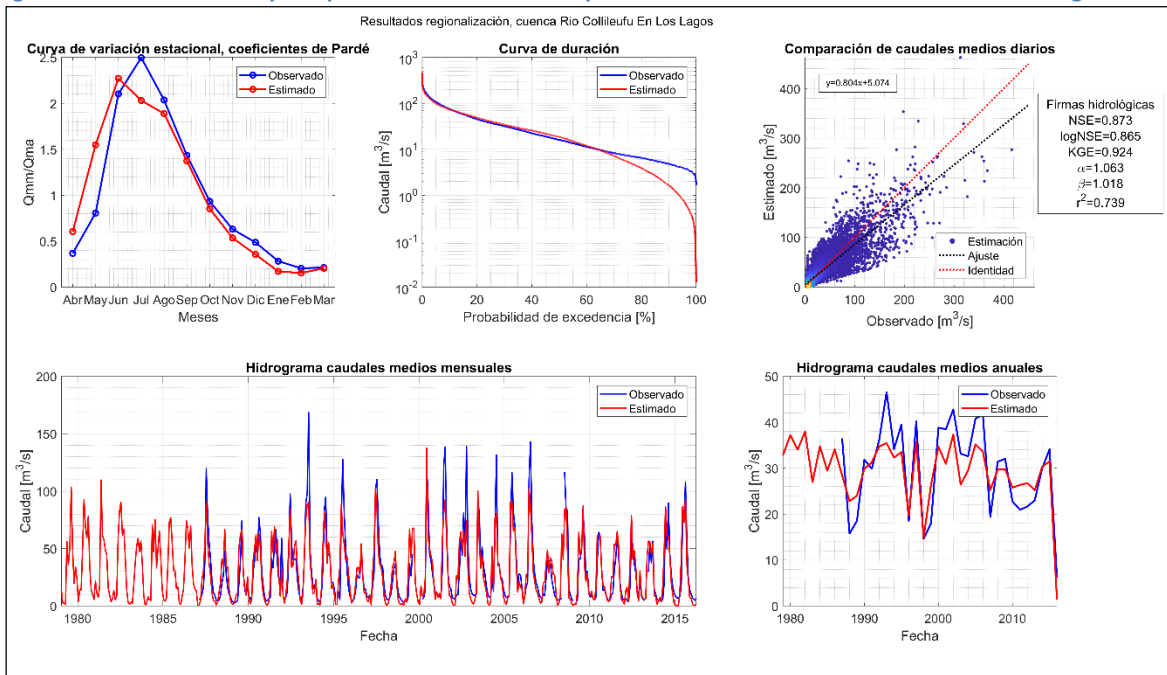 Resultados regionalización, cuenca Rio Collileufu En Los Lagos
Curva de variación estacional, coeficientes de Pardé
Qmm/Qma
2.5
2
1.5
1
0.5
0
Observado
Estimado
Abr May Jun Jul Ago Sep Oct Nov Dic Ene Feb Mar
Meses
Curva de duración
Caudal [m³/s]
10³
10²
10¹
10⁰
10⁻¹
10⁻²
Observado
Estimado
0 20 40 60 80 100
Probabilidad de excedencia [%]
Comparación de caudales medios diarios
Estimado [m³/s]
400
300
200
100
0
y=0.804x+5.074
Estimación
Ajuste
Identidad
0 100 200 300 400
Observado [m³/s]
Firmas hidrológicas
NSE=0.873
logNSE=0.865
KGE=0.924
α=1.063
β=1.018
r²=0.739
Hidrograma caudales medios mensuales
Caudal [m³/s]
200
150
100
50
0
Observado
Estimado
1980 1985 1990 1995 2000 2005 2010 2015
Fecha
Hidrograma caudales medios anuales
Caudal [m³/s]
50
40
30
20
10
0
Observado
Estimado
1980 1990 2000 2010
Fecha